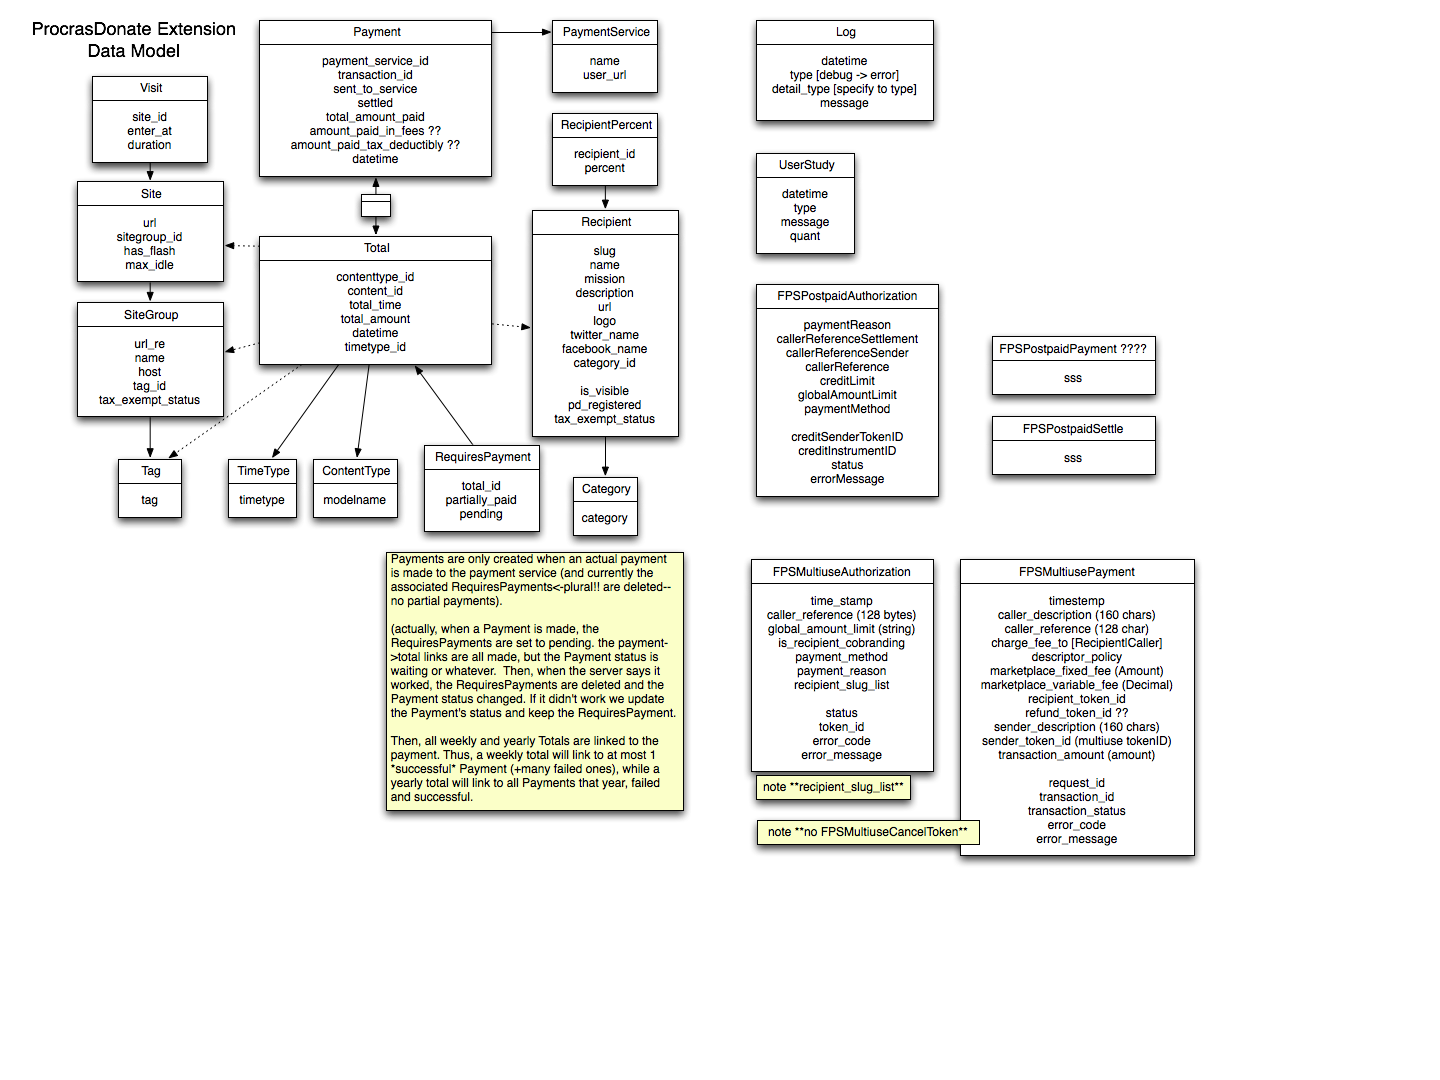 ProcrasDonate Extension
Data Model
Visit
site_id
enter_at
duration
Site
url
sitegroup_id
has_flash
max_idle
SiteGroup
url_re
name
host
tag_id
tax_exempt_status
Tag
tag
Payment
payment_service_id
transaction_id
sent_to_service
settled
total_amount_paid
amount_paid_in_fees ??
amount_paid_tax_deductibly ??
datetime
Total
contenttype_id
content_id
total_time
total_amount
datetime
timetype_id
TimeType
timetype
ContentType
modelname
RequiresPayment
total_id
partially_paid
pending
PaymentService
name
user_url
RecipientPercent
recipient_id
percent
Recipient
slug
name
mission
description
url
logo
twitter_name
facebook_name
category_id
is_visible
pd_registered
tax_exempt_status
Category
category
Payments are only created when an actual payment
is made to the payment service (and currently the
associated RequiresPayments<-plural!! are deleted--
no partial payments).
(actually, when a Payment is made, the
RequiresPayments are set to pending. the payment-
>total links are all made, but the Payment status is
waiting or whatever.  Then, when the server says it
worked, the RequiresPayments are deleted and the
Payment status changed. If it didn't work we update
the Payment's status and keep the RequiresPayment.
Then, all weekly and yearly Totals are linked to the
payment. Thus, a weekly total will link to at most 1
*successful* Payment (+many failed ones), while a
yearly total will link to all Payments that year, failed
and successful.
Log
datetime
type [debug -> error]
detail_type [specify to type]
message
UserStudy
datetime
type
message
quant
FPSPostpaidAuthorization
paymentReason
callerReferenceSettlement
callerReferenceSender
callerReference
creditLimit
globalAmountLimit
paymentMethod
creditSenderTokenID
creditInstrumentID
status
errorMessage
FPSPostpaidPayment ????
sss
FPSPostpaidSettle
sss
FPSMultiuseAuthorization
time_stamp
caller_reference (128 bytes)
global_amount_limit (string)
is_recipient_cobranding
payment_method
payment_reason
recipient_slug_list
status
token_id
error_code
error_message
note **recipient_slug_list**
note **no FPSMultiuseCancelToken**
FPSMultiusePayment
timestemp
caller_description (160 chars)
caller_reference (128 char)
charge_fee_to [Recipient|Caller]
descriptor_policy
marketplace_fixed_fee (Amount)
marketplace_variable_fee (Decimal)
recipient_token_id
refund_token_id ??
sender_description (160 chars)
sender_token_id (multiuse tokenID)
transaction_amount (amount)
request_id
transaction_id
transaction_status
error_code
error_message